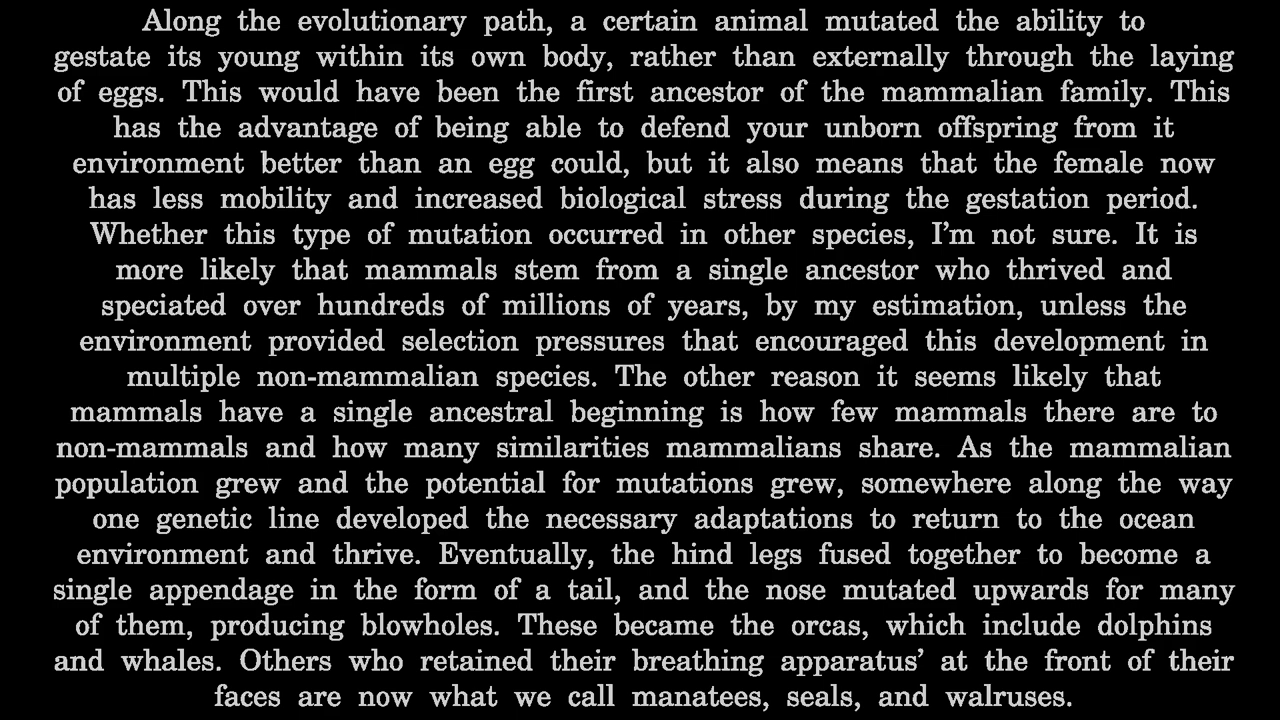 Along the evolutionary path, a certain animal mutated the ability to
gestate its young within its own body, rather than externally through the laying
of eggs. This would have been the first ancestor of the mammalian family. This
has the advantage of being able to defend your unborn offspring from it
environment better than an egg could, but it also means that the female now
has less mobility and increased biological stress during the gestation period.
Whether this type of mutation occurred in other species, I'm not sure. It is
more likely that mammals stem from a single ancestor who thrived and
speciated over hundreds of millions of years, by my estimation, unless the
environment provided selection pressures that encouraged this development in
multiple non-mammalian species. The other reason it seems likely that
mammals have a single ancestral beginning is how few mammals there are to
non-mammals and how many similarities mammalians share. As the mammalian
population grew and the potential for mutations grew, somewhere along the way
one genetic line developed the necessary adaptations to return to the ocean
environment and thrive. Eventually, the hind legs fused together to become a
single appendage in the form of a tail, and the nose mutated upwards for many
of them, producing blowholes. These became the orcas, which include dolphins
and whales. Others who retained their breathing apparatus' at the front of their
faces are now what we call manatees, seals, and walruses.